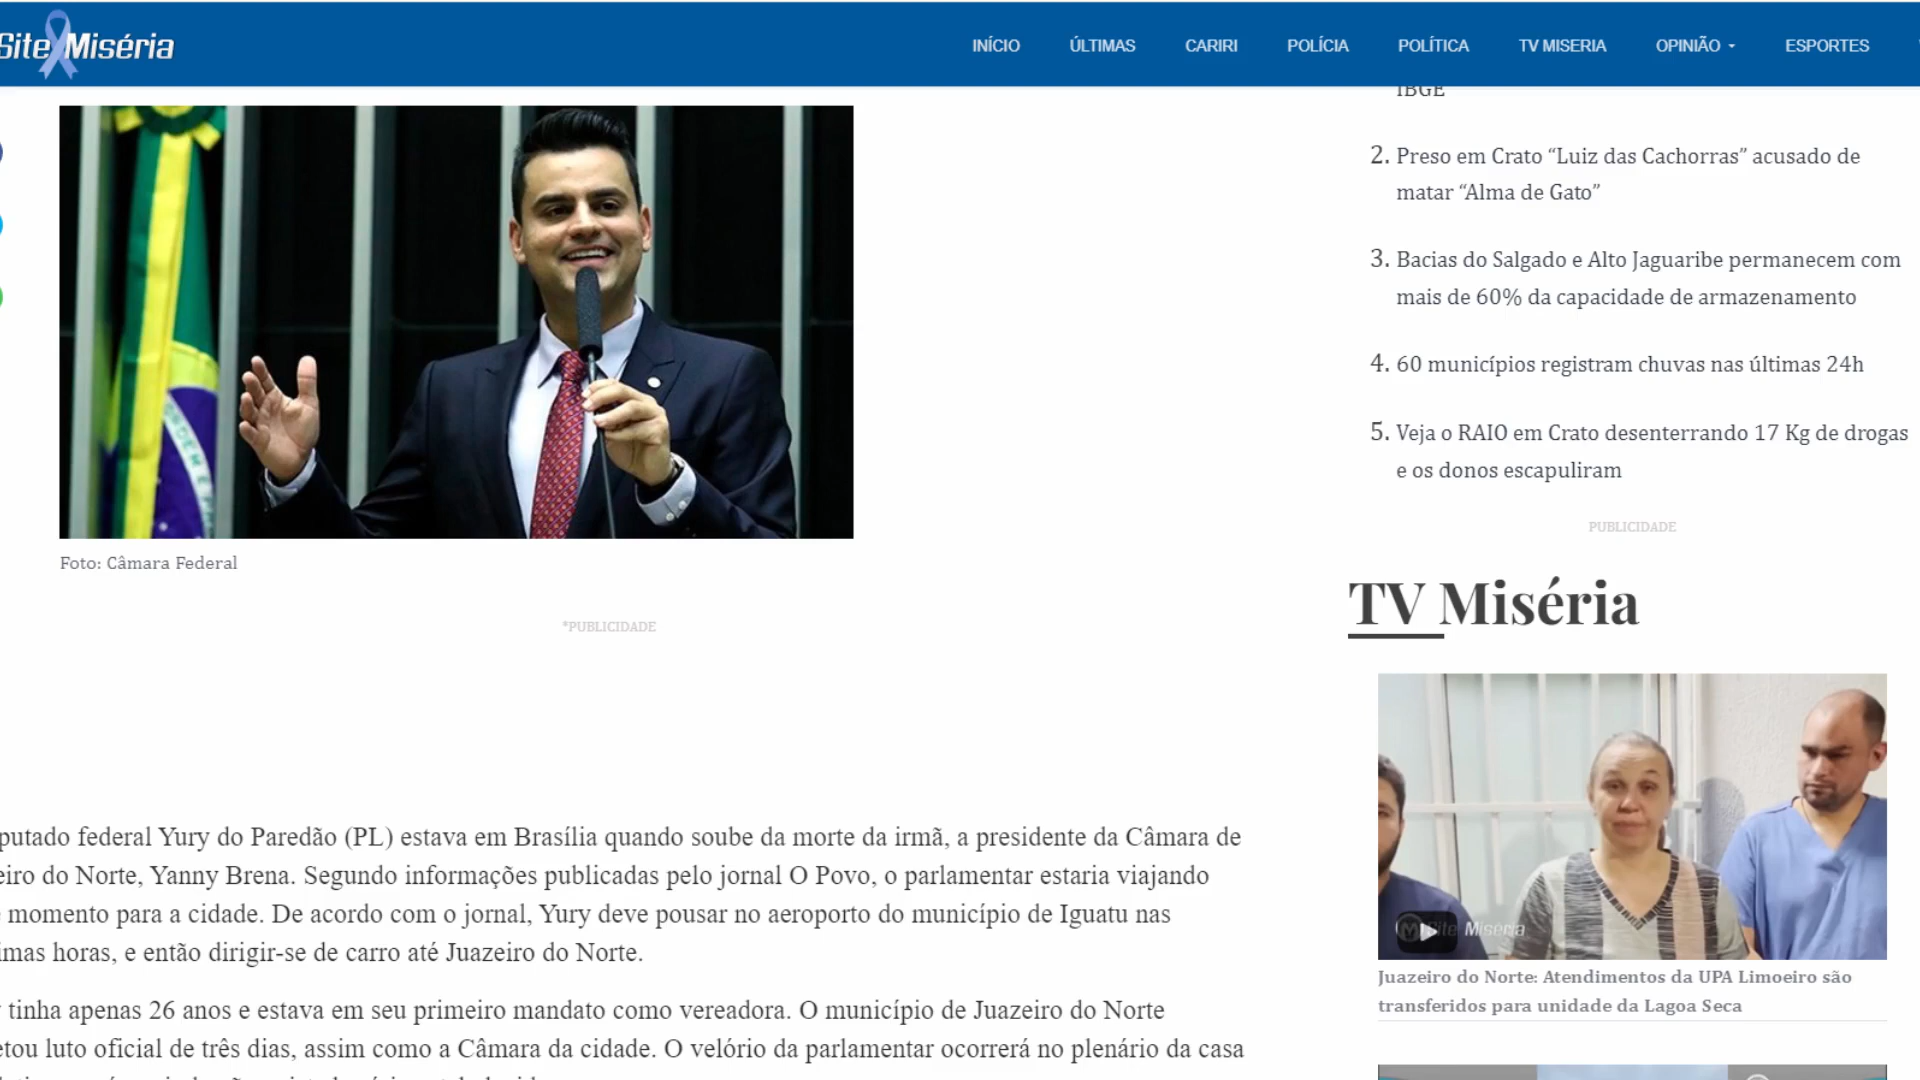 Site Miséria
INÍCIO
ÚLTIMAS
CARIRI
POLÍCIA
POLÍTICA
TV MISERIA
OPINIÃO
ESPORTES
Foto: Câmara Federal
*PUBLICIDADE
putado federal Yury do Paredão (PL) estava em Brasília quando soube da morte da irmã, a presidente da Câmara de
eiro do Norte, Yanny Brena. Segundo informações publicadas pelo jornal O Povo, o parlamentar estaria viajando
momento para a cidade. De acordo com o jornal, Yury deve pousar no aeroporto do município de Iguatu nas
imas horas, e então dirigir-se de carro até Juazeiro do Norte.
tinha apenas 26 anos e estava em seu primeiro mandato como vereadora. O município de Juazeiro do Norte
etou luto oficial de três dias, assim como a Câmara da cidade. O velório da parlamentar ocorrerá no plenário da casa
IBGE
2. Preso em Crato “Luiz das Cachorras” acusado de
matar “Alma de Gato”
3. Bacias do Salgado e Alto Jaguaribe permanecem com
mais de 60% da capacidade de armazenamento
4. 60 municípios registram chuvas nas últimas 24h
5. Veja o RAIO em Crato desenterrando 17 Kg de drogas
e os donos escapuliram
PUBLICIDADE
TV Miséria
Site Miséria
Juazeiro do Norte: Atendimentos da UPA Limoeiro são
transferidos para unidade da Lagoa Seca